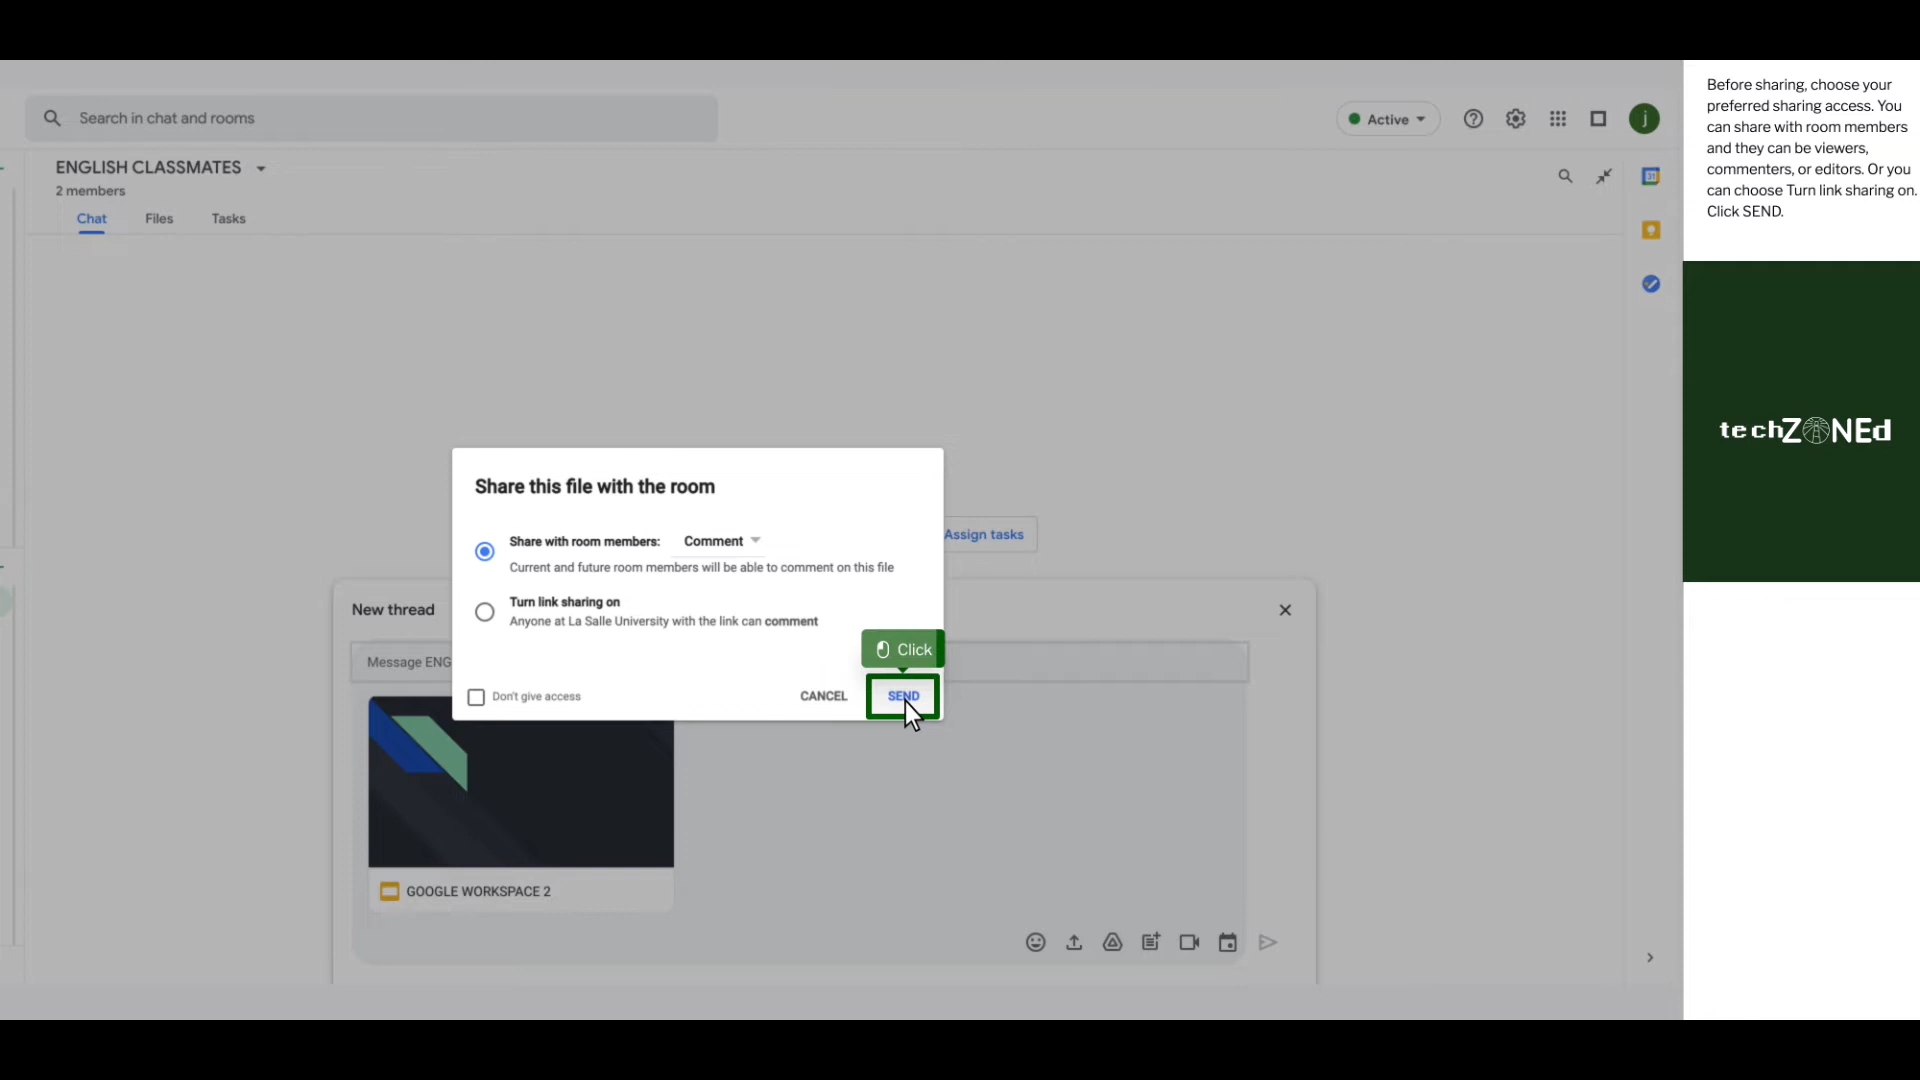 Search in chat and rooms
Active
j
ENGLISH CLASSMATES
2 members
Chat
Files
Tasks
31
Before sharing, choose your
preferred sharing access. You
can share with room members
and they can be viewers,
commenters, or editors. Or you
can choose Turn link sharing on.
Click SEND.
techZONEd
Share this file with the room
Share with room members: Comment
Current and future room members will be able to comment on this file
Turn link sharing on
Anyone at La Salle University with the link can comment
Click
Don't give access
CANCEL
SEND
Assign tasks
New thread
Message ENG
GOOGLE WORKSPACE 2